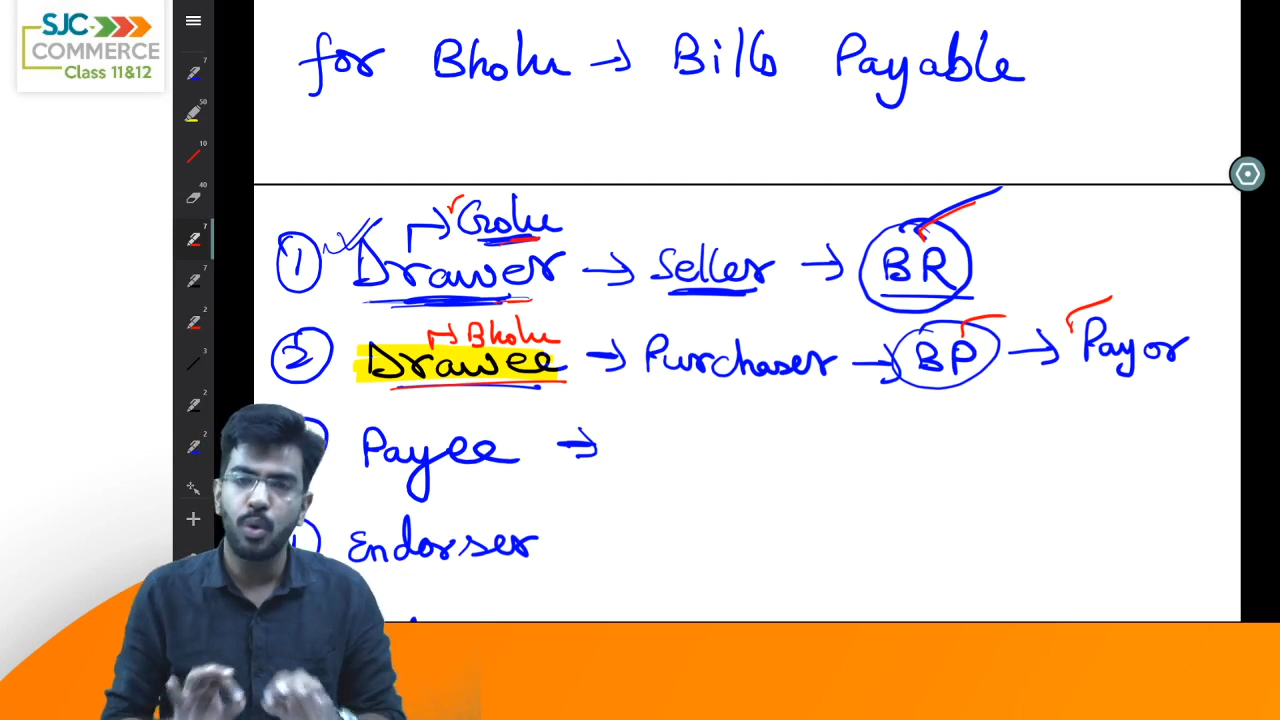 SJC
COMMERCE
Class 11&12
for Bholu → Bills Payable
① Drawer → Seller → BR
↳ Golu
② Drawee → Purchaser → BP → Payor
↳ Bholu
Payee →
Endorser